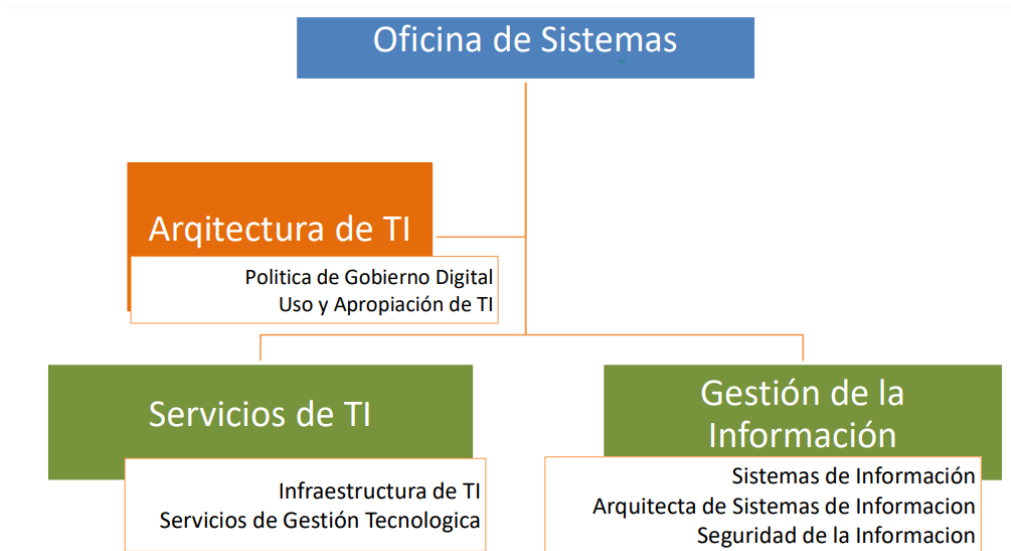 Oficina de Sistemas
Arqitectura de TI
Politica de Gobierno Digital
Uso y Apropiación de TI
Servicios de TI
Infraestructura de TI
Servicios de Gestión Tecnologica
Gestión de la
Información
Sistemas de Información
Arquitecta de Sistemas de Informacion
Seguridad de la Informacion